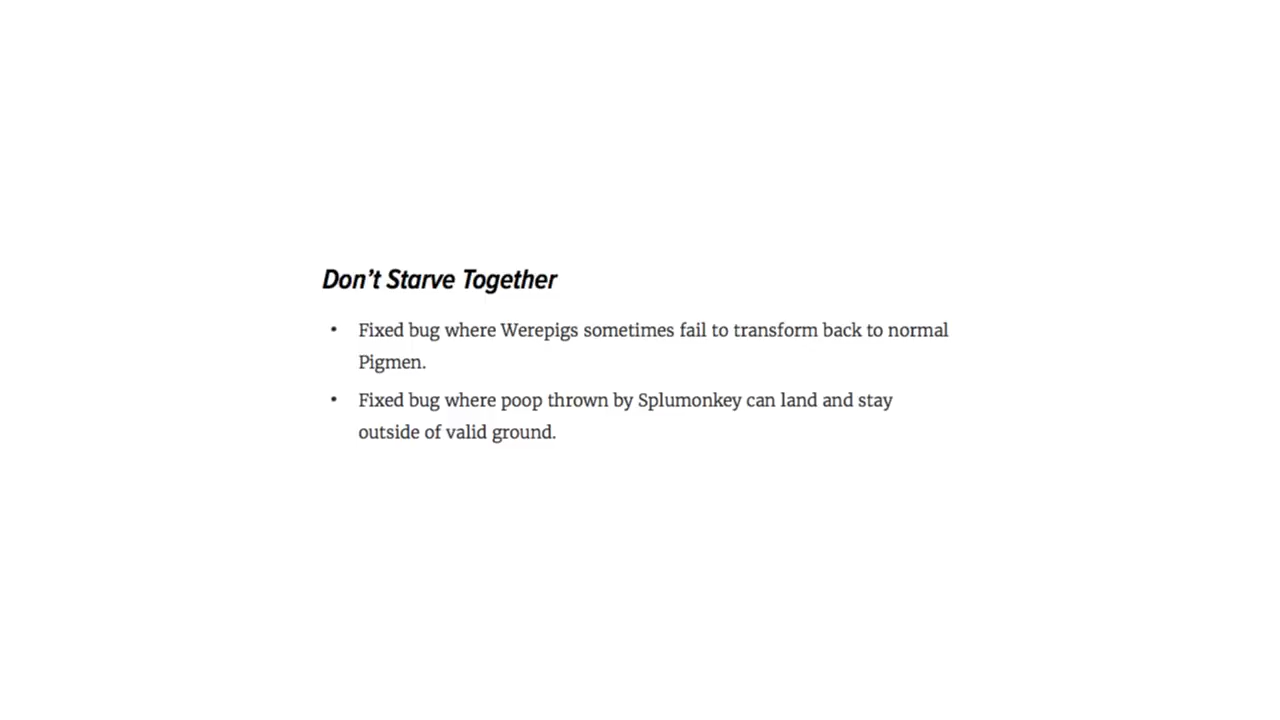 Don’t Starve Together
• Fixed bug where Werepigs sometimes fail to transform back to normal
Pigmen.
• Fixed bug where poop thrown by Splumonkey can land and stay
outside of valid ground.